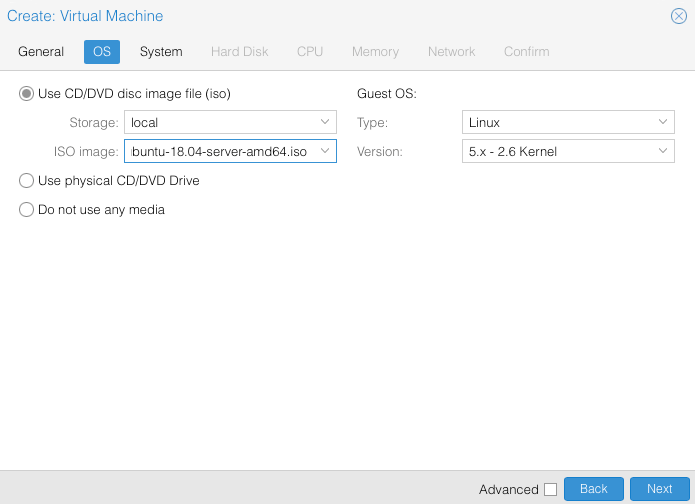 Create: Virtual Machine
General OS System Hard Disk CPU Memory Network Confirm
Use CD/DVD disc image file (iso) Guest OS:
Storage: local Type: Linux
ISO image: buntu-18.04-server-amd64.iso Version: 5.x - 2.6 Kernel
Use physical CD/DVD Drive
Do not use any media
Advanced Back Next